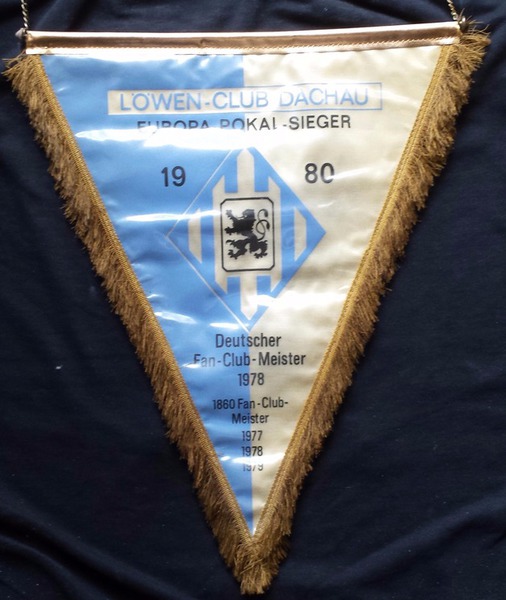 LÖWEN-CLUB DACHAU
EUROPA POKAL-SIEGER
19 80
Deutscher
Fan-Club-Meister
1978
1860 Fan-Club-
Meister
1977
1978
1979